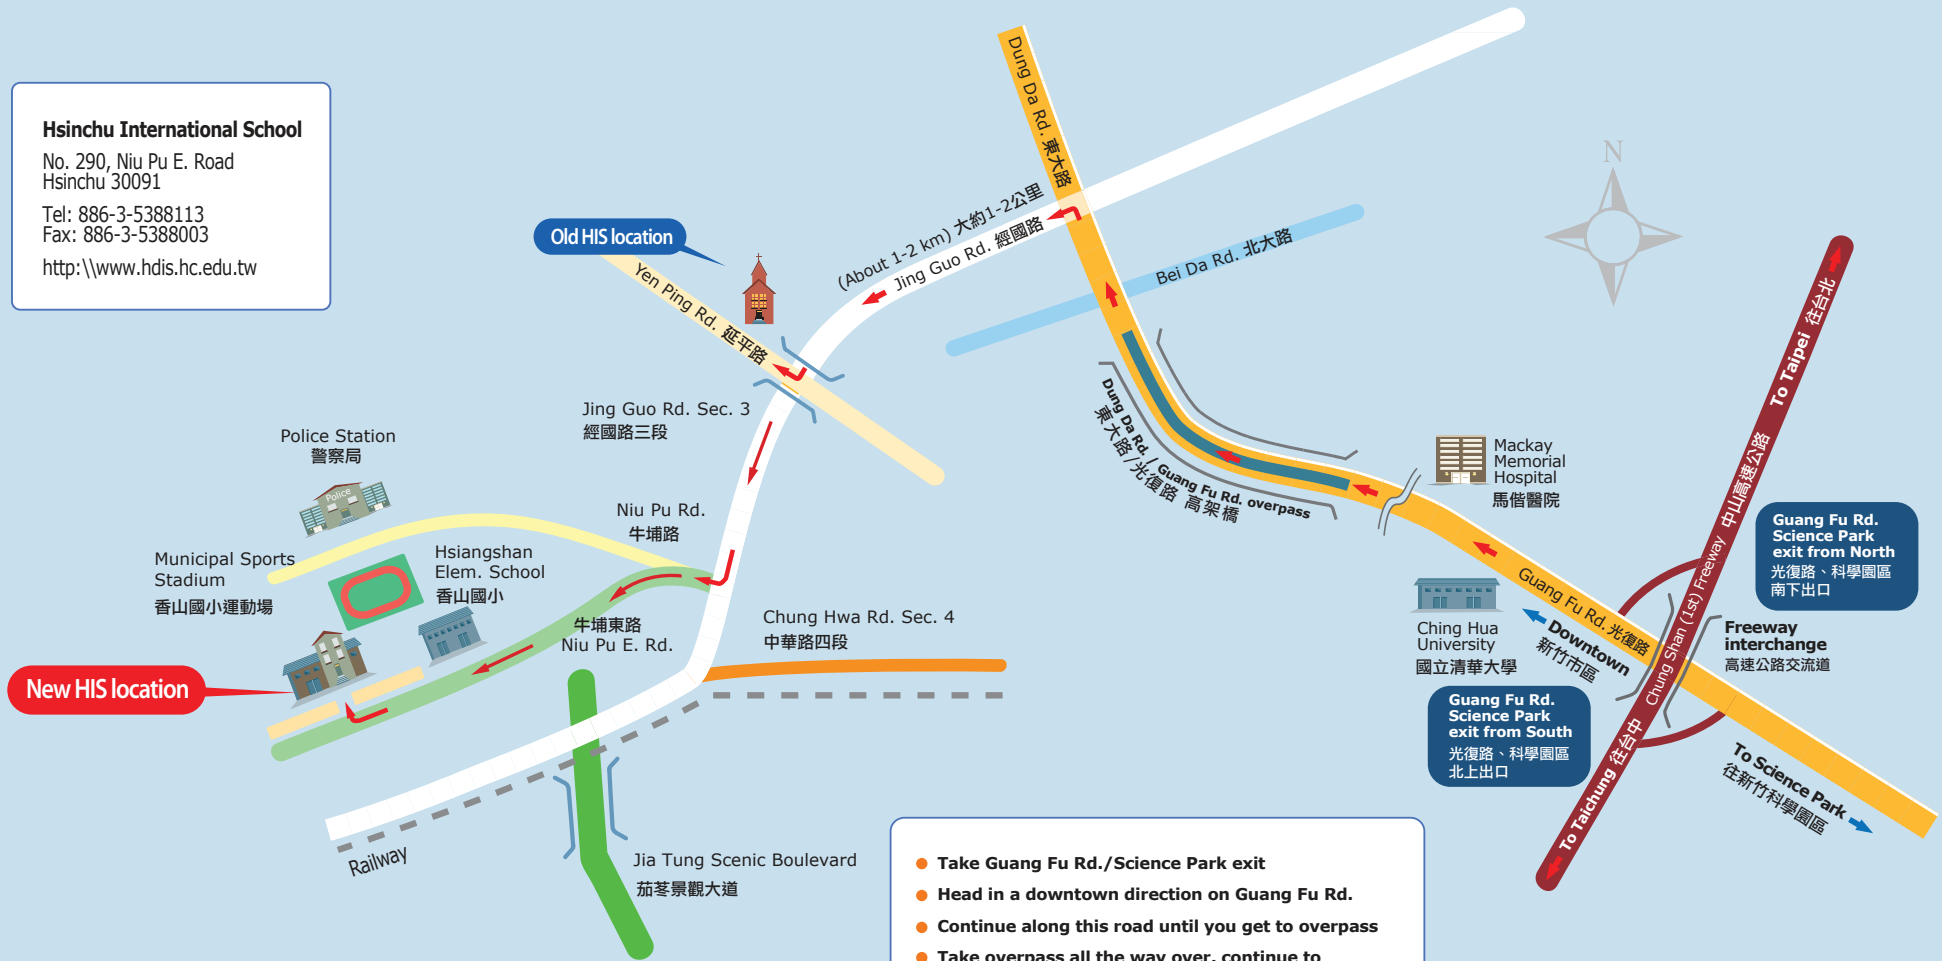 Hsinchu International School
No. 290, Niu Pu E. Road
Hsinchu 30091
Tel: 886-3-5388113
Fax: 886-3-5388003
http:\\www.hdis.hc.edu.tw
Old HIS location
Yen Ping Rd. 延平路
(About 1-2 km) 大約1-2公里
Jing Guo Rd. 經國路
Dung Da Rd. 東大路
Bei Da Rd. 北大路
N
Jing Guo Rd. Sec. 3
經國路三段
Police Station
警察局
Police
Niu Pu Rd.
牛埔路
Municipal Sports
Stadium
香山國小運動場
Hsiangshan
Elem. School
香山國小
牛埔東路
Niu Pu E. Rd.
New HIS location
Chung Hwa Rd. Sec. 4
中華路四段
Railway
Jia Tung Scenic Boulevard
茄苳景觀大道
Dung Da Rd. / Guang Fu Rd. overpass
東大路/光復路 高架橋
Mackay
Memorial
Hospital
馬偕醫院
Ching Hua
University
國立清華大學
Guang Fu Rd. 光復路
Downtown
新竹市區
To Taipei 往台北
中山高速公路
Chung Shan (1st) Freeway
To Taichung 往台中
Guang Fu Rd.
Science Park
exit from North
光復路、科學園區
南下出口
Freeway
interchange
高速公路交流道
Guang Fu Rd.
Science Park
exit from South
光復路、科學園區
北上出口
To Science Park
往新竹科學園區
Take Guang Fu Rd./Science Park exit
Head in a downtown direction on Guang Fu Rd.
Continue along this road until you get to overpass
Take overpass all the way over, continue to